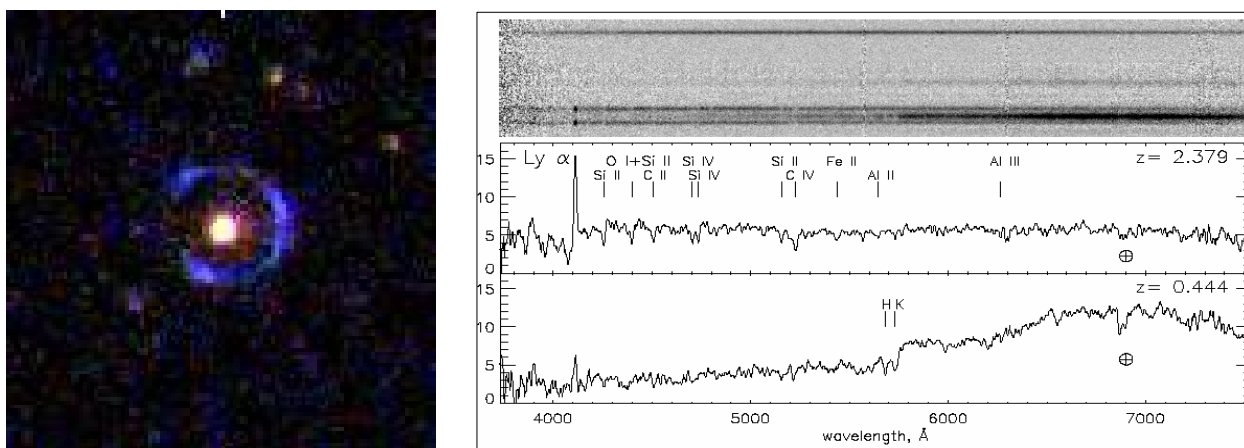 Ly α
O I+Si II Si IV Si II Fe II Al III
Si II C II Si IV C IV Al II
z= 2.379
15
10
5
0
⊕
H K
z= 0.444
15
10
5
0
⊕
4000 5000 6000 7000
wavelength, Å